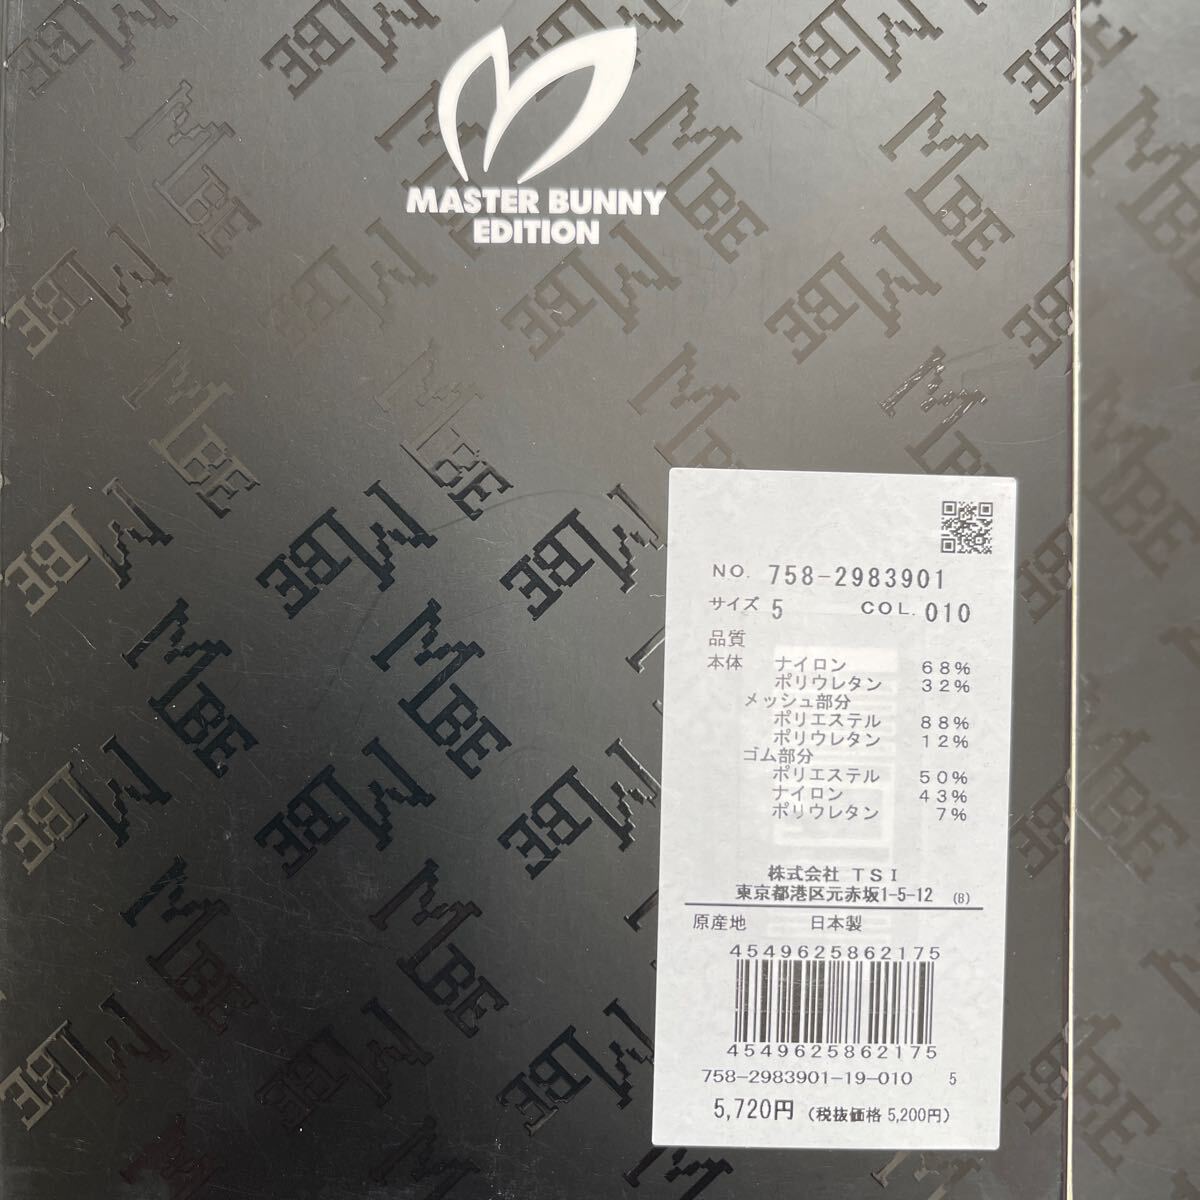 MASTER BUNNY
EDITION
NO. 758-2983901
サイズ 5 COL. 010
品質
本体 ナイロン 68%
ポリウレタン 32%
メッシュ部分
ポリエステル 88%
ポリウレタン 12%
ゴム部分
ポリエステル 50%
ナイロン 43%
ポリウレタン 7%
株式会社 TSI
東京都港区元赤坂1-5-12 (B)
原産地 日本製
4549625862175
4549625862175
758-2983901-19-010 5
5,720円 (税抜価格 5,200円)
MBE